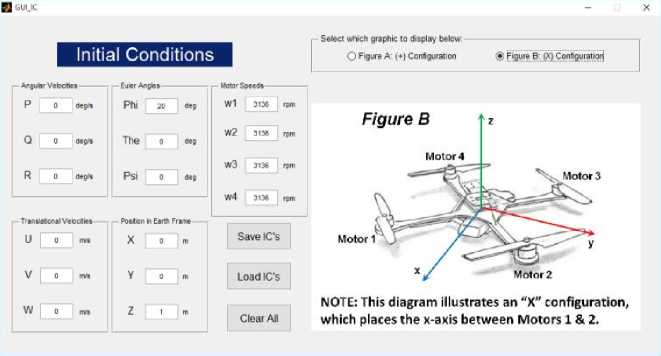 GUI_IC
Initial Conditions
Select which graphic to display below:
Figure A: (+) Configuration
Figure B: (X) Configuration
Angular Velocities
P 0 deg/s
Q 0 deg/s
R 0 deg/s
Euler Angles
Phi 20 deg
The 0 deg
Psi 0 deg
Motor Speeds
w1 3136 rpm
w2 3136 rpm
w3 3136 rpm
w4 3136 rpm
Translational Velocities
U 0 m/s
V 0 m/s
W 0 m/s
Position in Earth Frame
X 0 m
Y 0 m
Z 1 m
Save IC's
Load IC's
Clear All
Figure B
z
Motor 4
Motor 3
Motor 1
y
x
Motor 2
NOTE: This diagram illustrates an “X” configuration,
which places the x-axis between Motors 1 & 2.